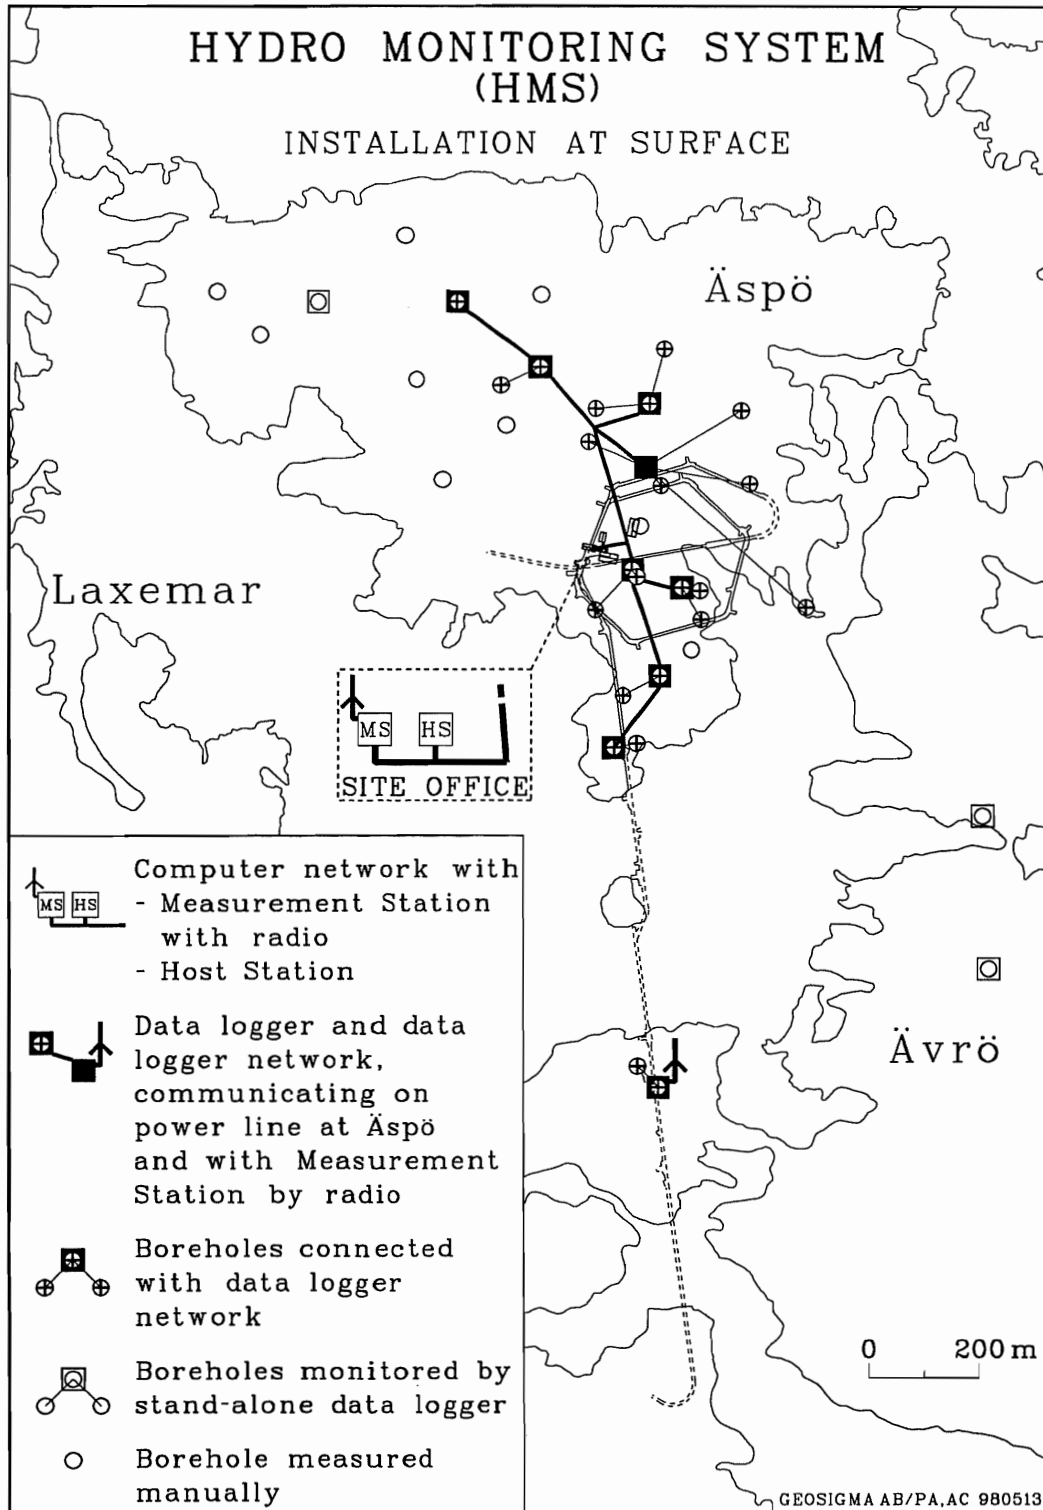 HYDRO MONITORING SYSTEM
(HMS)
INSTALLATION AT SURFACE
Äspö
Laxemar
MS HS
SITE OFFICE
Ävrö
MS HS
Computer network with
- Measurement Station
with radio
- Host Station
Data logger and data
logger network,
communicating on
power line at Äspö
and with Measurement
Station by radio
Boreholes connected
with data logger
network
Boreholes monitored by
stand-alone data logger
Borehole measured
manually
0 200 m
GEOSIGMA AB/PA,AC 980513